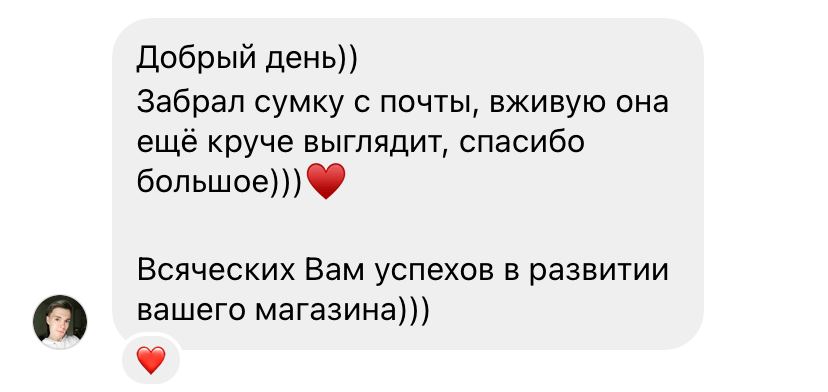 Добрый день))
Забрал сумку с почты, вживую она
ещё круче выглядит, спасибо
большое)))♥️
Всяческих Вам успехов в развитии
вашего магазина)))
❤️